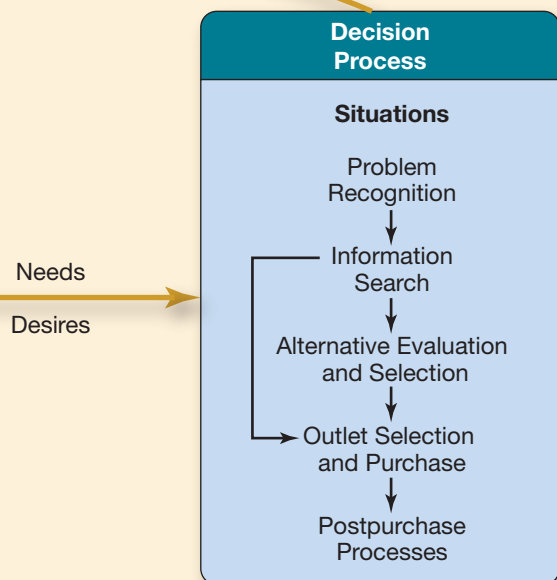 Decision
Process
Situations
Problem
Recognition
Information
Search
Alternative Evaluation
and Selection
Outlet Selection
and Purchase
Postpurchase
Processes
Needs
Desires